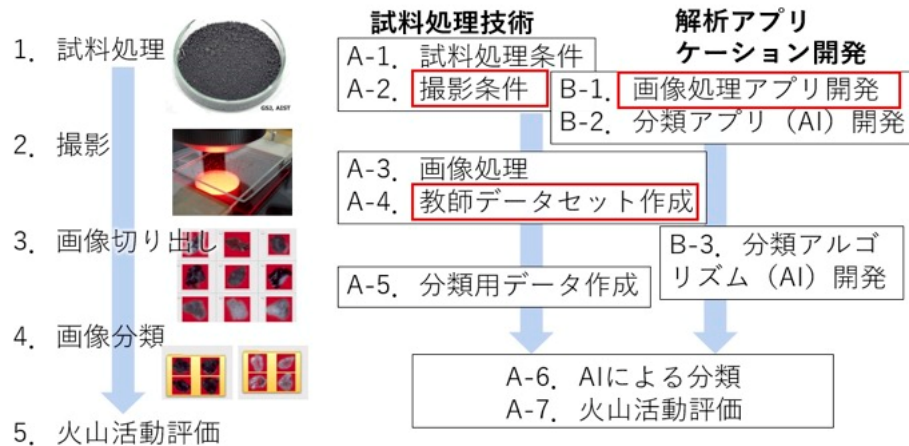 1．試料処理
GSJ, AIST
2．撮影
3．画像切り出し
4．画像分類
5．火山活動評価
試料処理技術
A-1．試料処理条件
A-2．撮影条件
A-3．画像処理
A-4．教師データセット作成
A-5．分類用データ作成
解析アプリ
ケーション開発
B-1．画像処理アプリ開発
B-2．分類アプリ（AI）開発
B-3．分類アルゴ
リズム（AI）開発
A-6．AIによる分類
A-7．火山活動評価